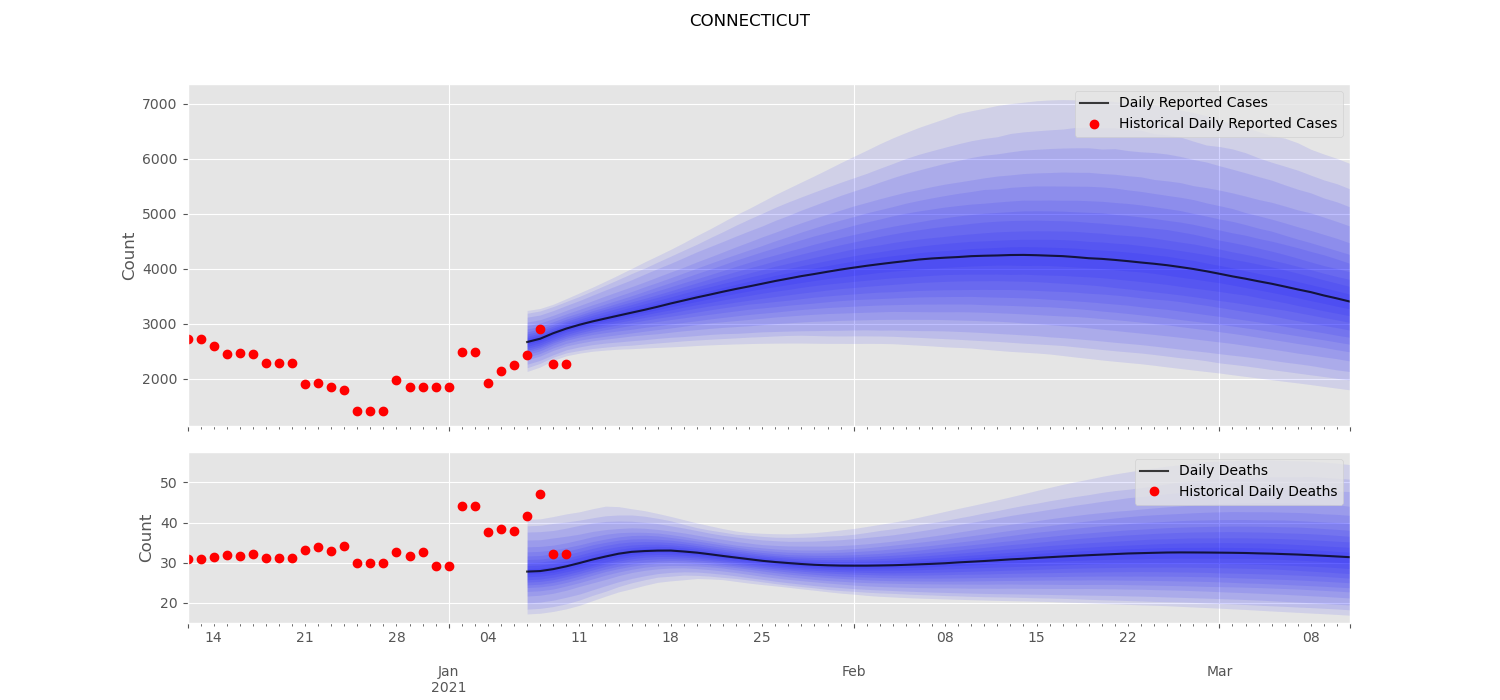 CONNECTICUT
7000
6000
5000
4000
3000
2000
Count
Daily Reported Cases
Historical Daily Reported Cases
50
40
30
20
Count
Daily Deaths
Historical Daily Deaths
14 21 28 04 11 18 25 08 15 22 08
Jan Feb Mar
2021